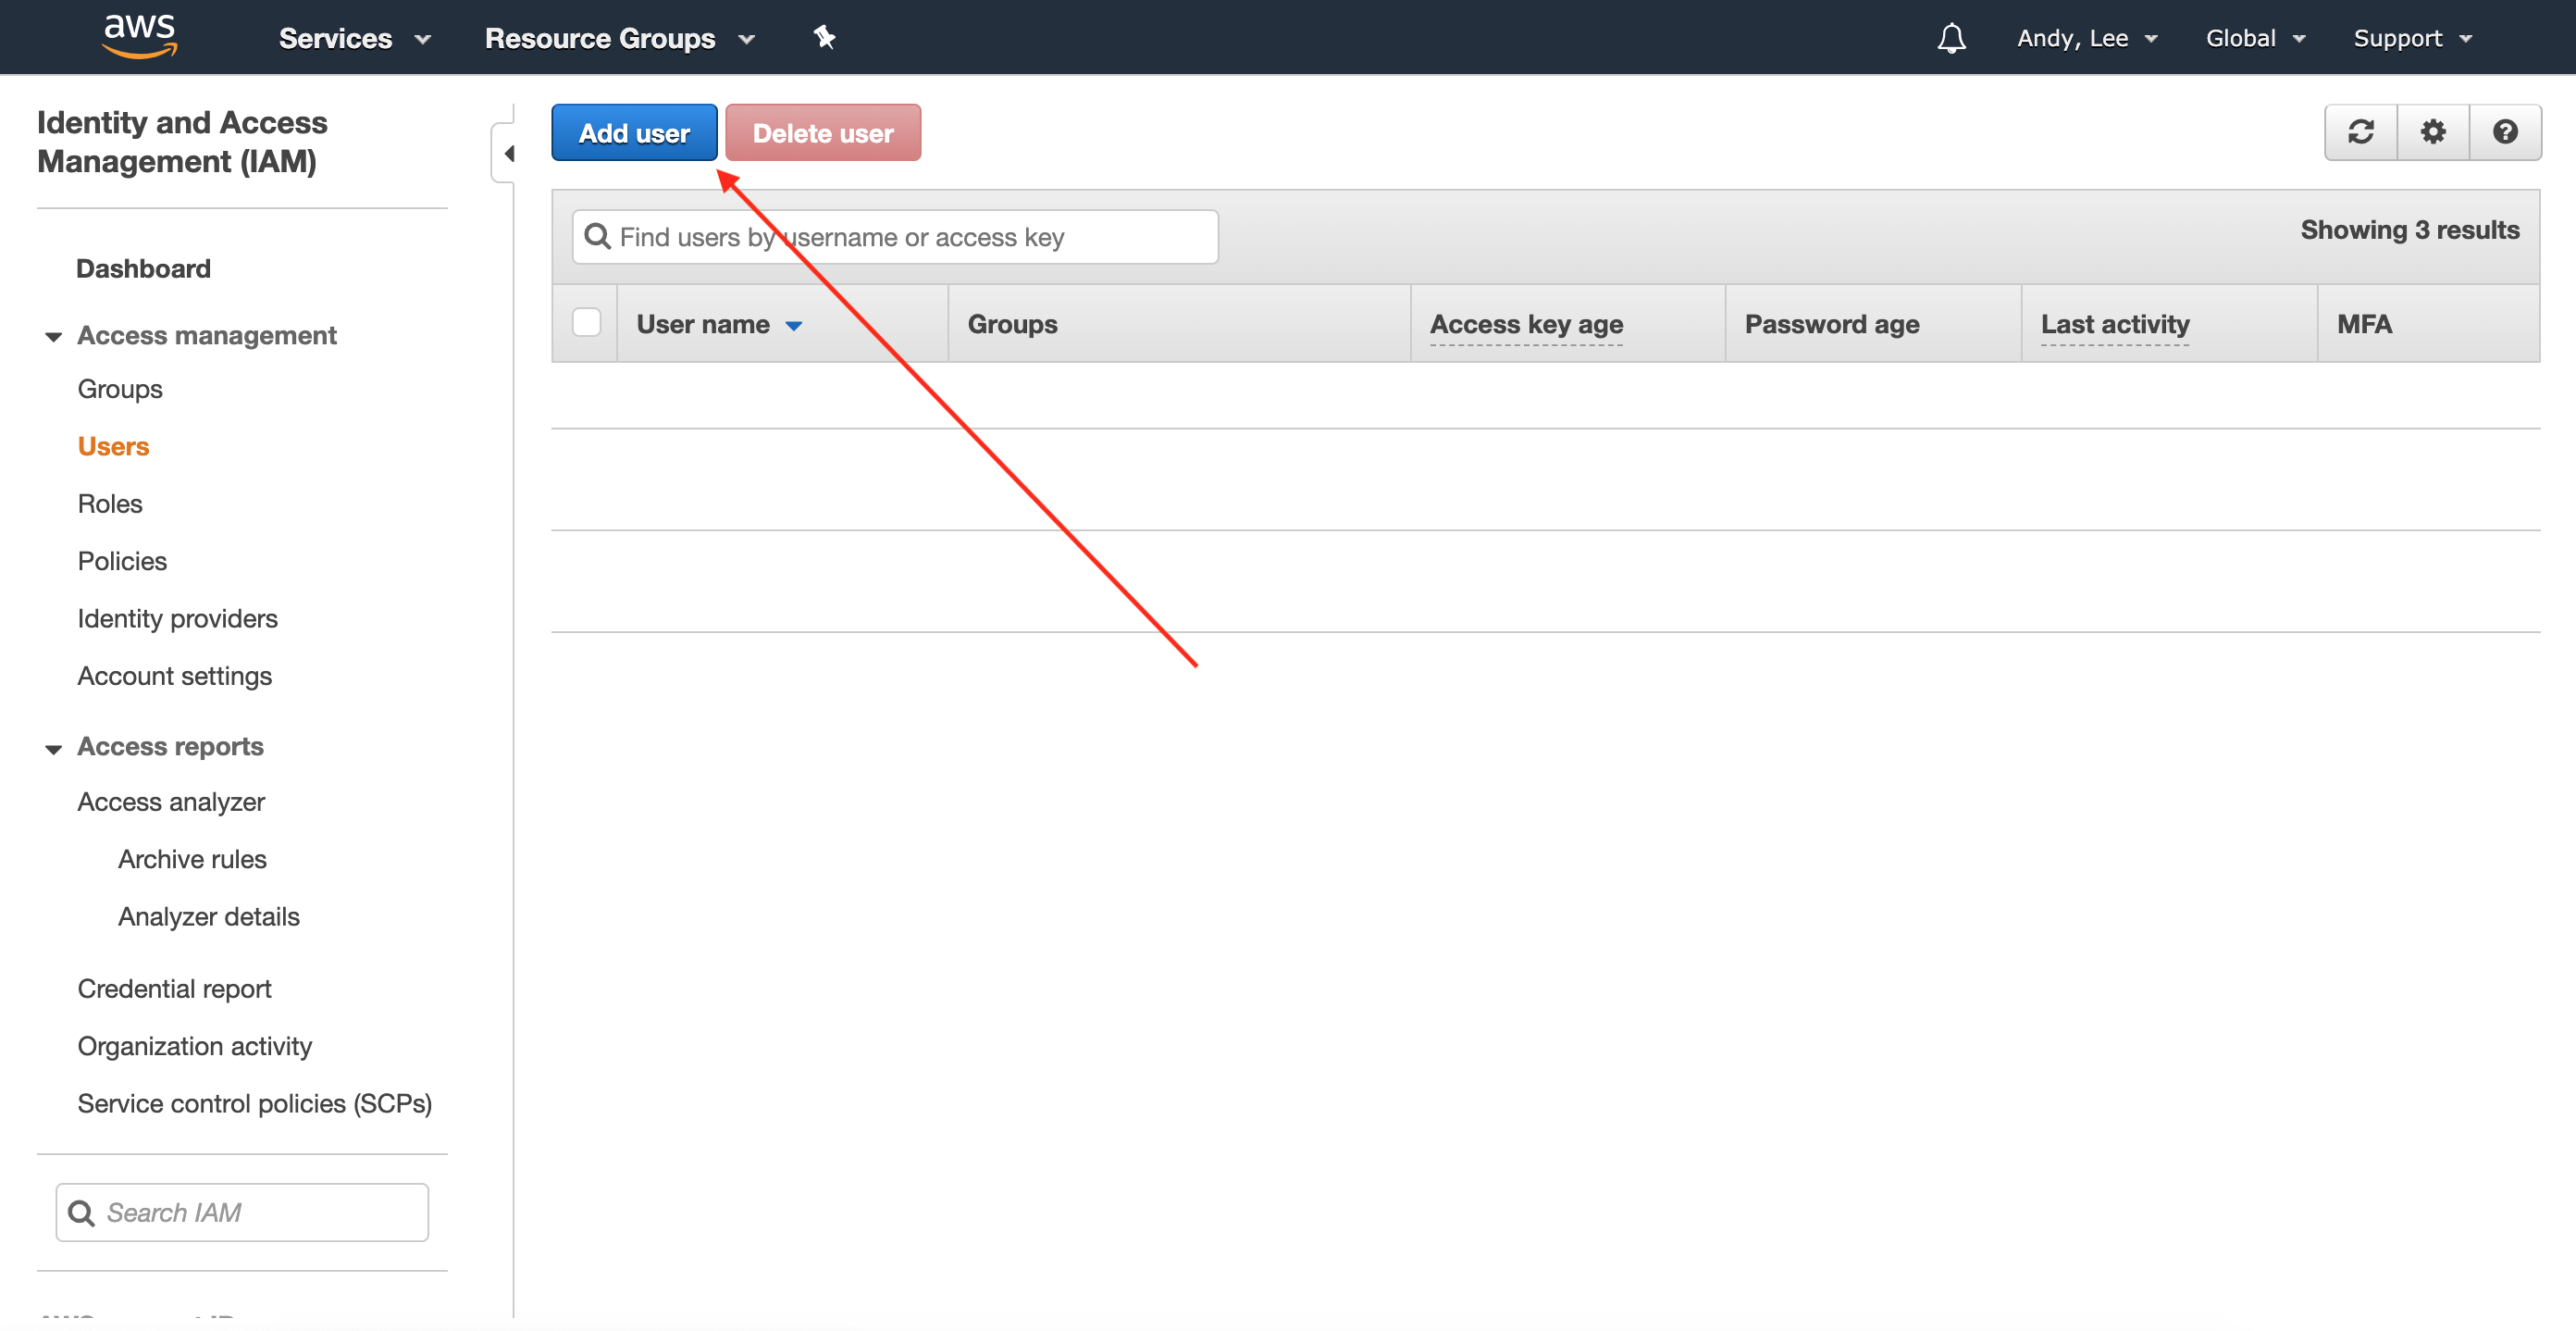 aws
Services
Resource Groups
Andy, Lee
Global
Support
Identity and Access
Management (IAM)
Dashboard
Access management
Groups
Users
Roles
Policies
Identity providers
Account settings
Access reports
Access analyzer
Archive rules
Analyzer details
Credential report
Organization activity
Service control policies (SCPs)
Search IAM
Add user
Delete user
Find users by username or access key
Showing 3 results
User name
Groups
Access key age
Password age
Last activity
MFA